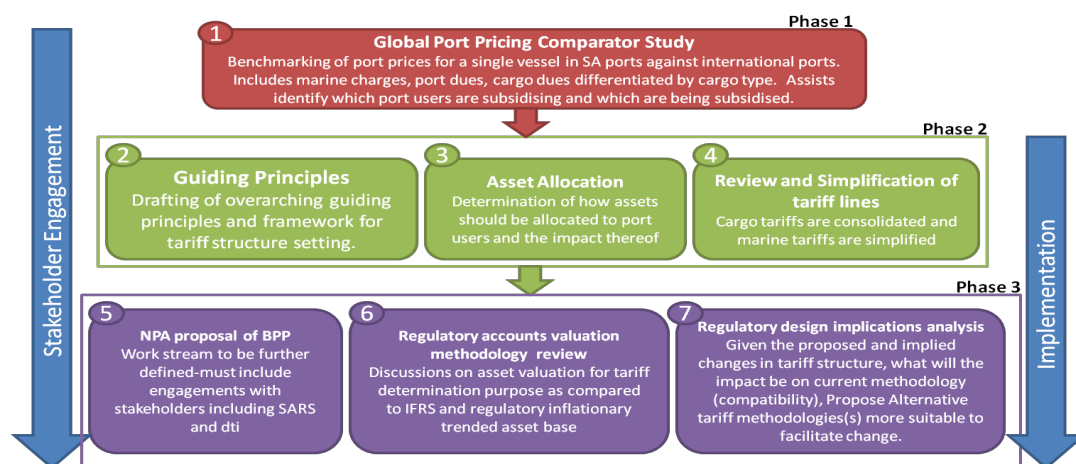 Phase 1
1
Global Port Pricing Comparator Study
Benchmarking of port prices for a single vessel in SA ports against international ports.
Includes marine charges, port dues, cargo dues differentiated by cargo type.  Assists
identify which port users are subsidising and which are being subsidised.
Stakeholder Engagement
Phase 2
2
Guiding Principles
Drafting of overarching guiding
principles and framework for
tariff structure setting.
3
Asset Allocation
Determination of how assets
should be allocated to port
users and the impact thereof
4
Review and Simplification of
tariff lines
Cargo tariffs are consolidated and
marine tariffs are simplified
Implementation
Phase 3
5
NPA proposal of BPP
Work stream to be further
defined-must include
engagements with
stakeholders including SARS
and dti
6
Regulatory accounts valuation
methodology review
Discussions on asset valuation for tariff
determination purpose as compared
to IFRS and regulatory inflationary
trended asset base
7
Regulatory design implications analysis
Given the proposed and implied
changes in tariff structure, what will the
impact be on current methodology
(compatibility), Propose Alternative
tariff methodologies(s) more suitable to
facilitate change.